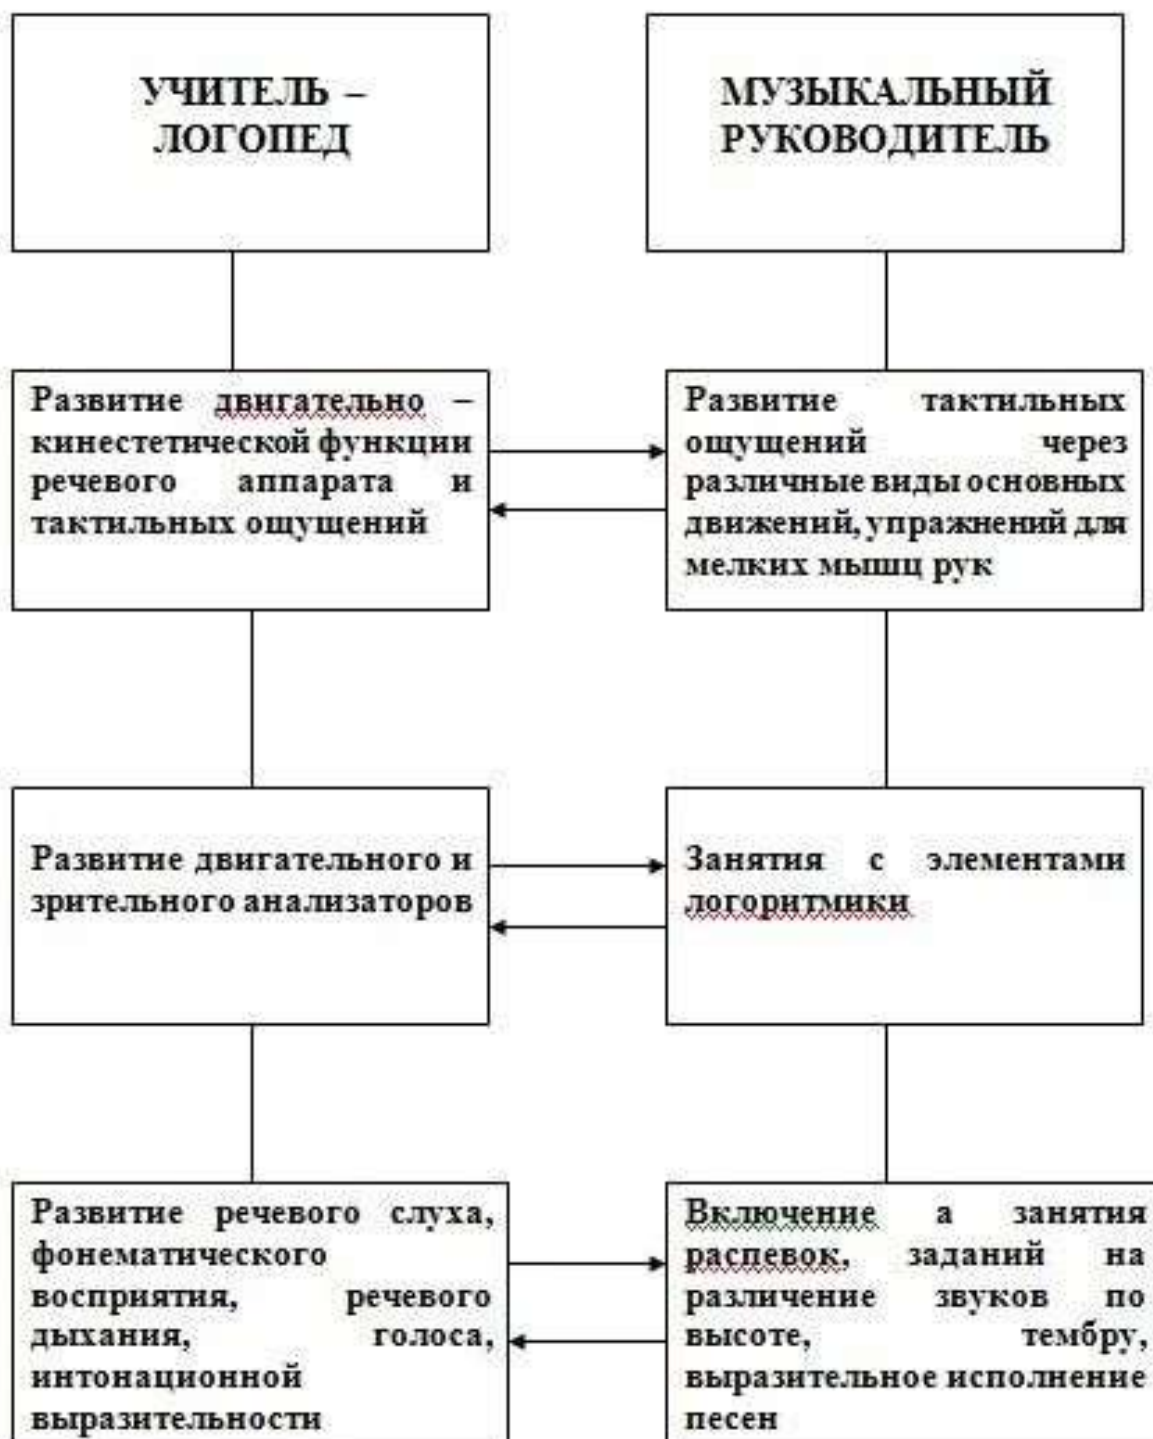 УЧИТЕЛЬ –
ЛОГОПЕД
МУЗЫКАЛЬНЫЙ
РУКОВОДИТЕЛЬ
Развитие двигательно –
кинестетической функции
речевого аппарата и
тактильных ощущений
Развитие тактильных
ощущений через
различные виды основных
движений, упражнений для
мелких мышц рук
Развитие двигательного и
зрительного анализаторов
Занятия с элементами
логоритмики
Развитие речевого слуха,
фонематического
восприятия, речевого
дыхания, голоса,
интонационной
выразительности
Включение а занятия
распевок, заданий на
различение звуков по
высоте, тембру,
выразительное исполнение
песен